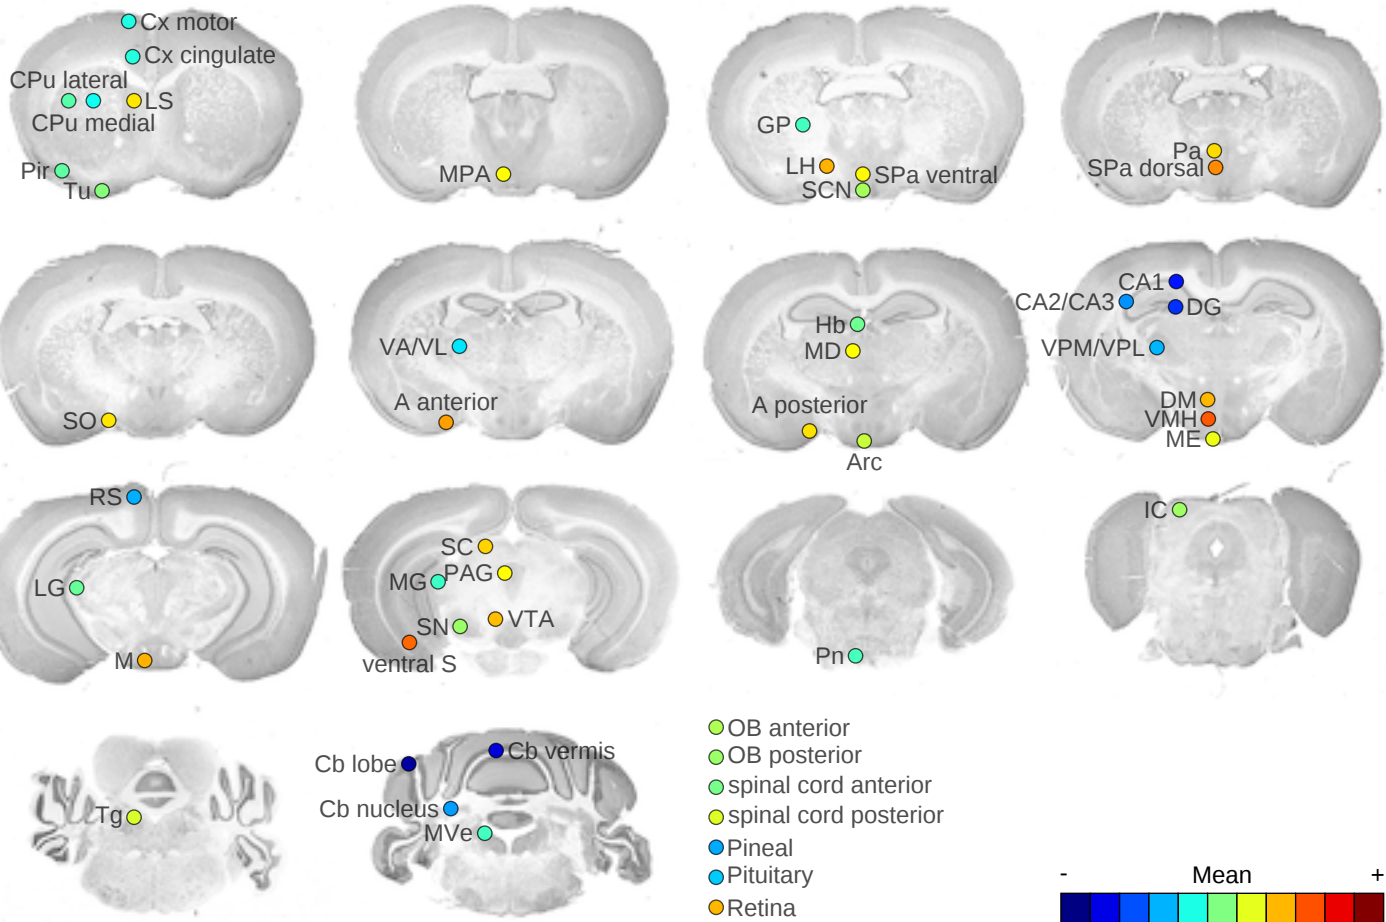 Cx motor
Cx cingulate
CPu lateral
LS
CPu medial
Pir
Tu
MPA
GP
LH
SPa ventral
SCN
Pa
SPa dorsal
SO
VA/VL
A anterior
Hb
MD
A posterior
Arc
CA1
CA2/CA3
DG
VPM/VPL
DM
VMH
ME
RS
LG
M
SC
MG
PAG
SN
VTA
ventral S
Pn
IC
Tg
Cb lobe
Cb vermis
Cb nucleus
MVe
OB anterior
OB posterior
spinal cord anterior
spinal cord posterior
Pineal
Pituitary
Retina
- Mean +